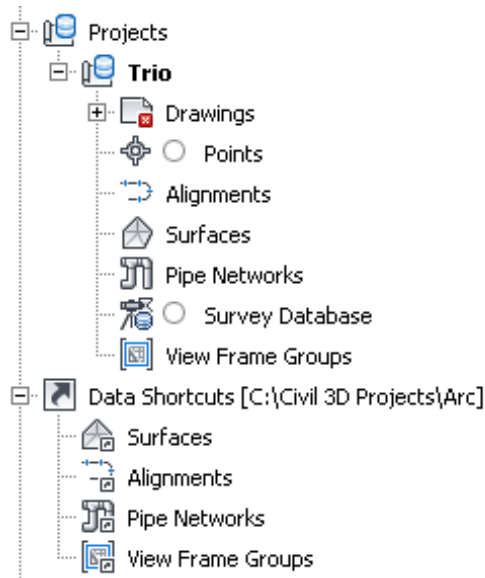 Projects
Trio
Drawings
Points
Alignments
Surfaces
Pipe Networks
Survey Database
View Frame Groups
Data Shortcuts [C:\Civil 3D Projects\Arc]
Surfaces
Alignments
Pipe Networks
View Frame Groups